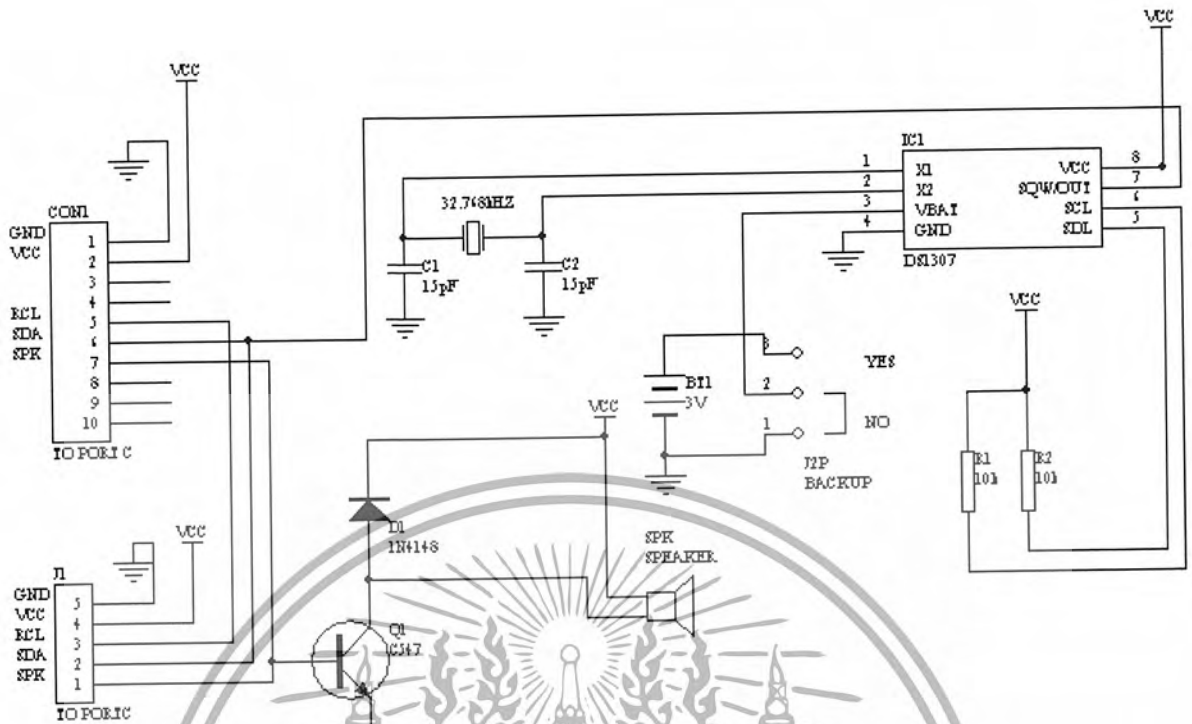 VCC
VCC
IC1
1 X1 VCC 8
2 X2 SQW/OUT 7
3 VBAT SCL 6
4 GND SDL 5
DS1307
32.768kHZ
C1
15pF
C2
15pF
CON1
GND 1
VCC 2
3
4
RCL 5
SDA 6
SPK 7
8
9
10
TO PORT C
VCC
3 YES
2
1 NO
BT1
3V
J2P
BACKUP
VCC
R1
10k
R2
10k
VCC
D1
1N4148
SPK
SPEAKER
VCC
J1
GND 5
VCC 4
RCL 3
SDA 2
SPK 1
TO PORTC
Q1
C547